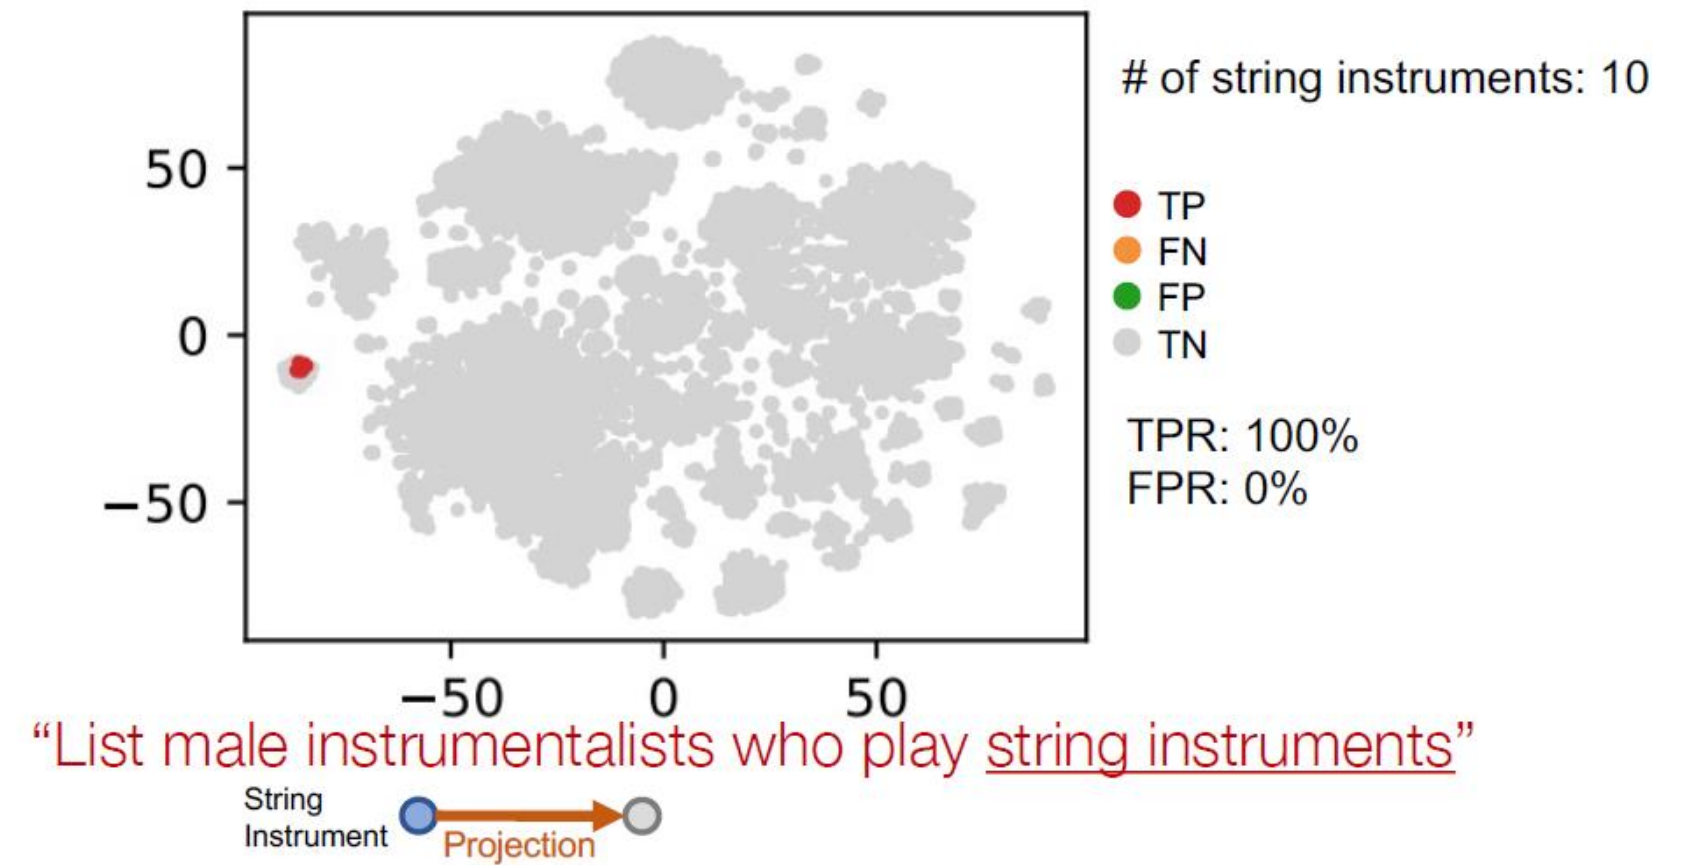 # of string instruments: 10
50
TP
FN
FP
0
TN
TPR: 100%
−50
FPR: 0%
−50 0 50
“List male instrumentalists who play string instruments”
String
Instrument
Projection